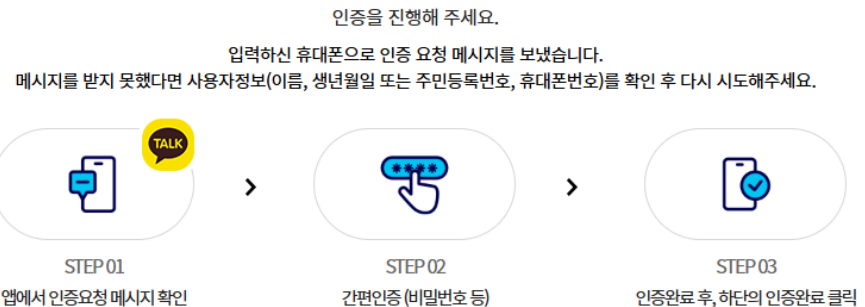 인증을 진행해 주세요.
입력하신 휴대폰으로 인증 요청 메시지를 보냈습니다.
메시지를 받지 못했다면 사용자정보(이름, 생년월일 또는 주민등록번호, 휴대폰번호)를 확인 후 다시 시도해주세요.
TALK
****
STEP 01
STEP 02
STEP 03
앱에서 인증요청 메시지 확인
간편인증 (비밀번호 등)
인증완료 후, 하단의 인증완료 클릭